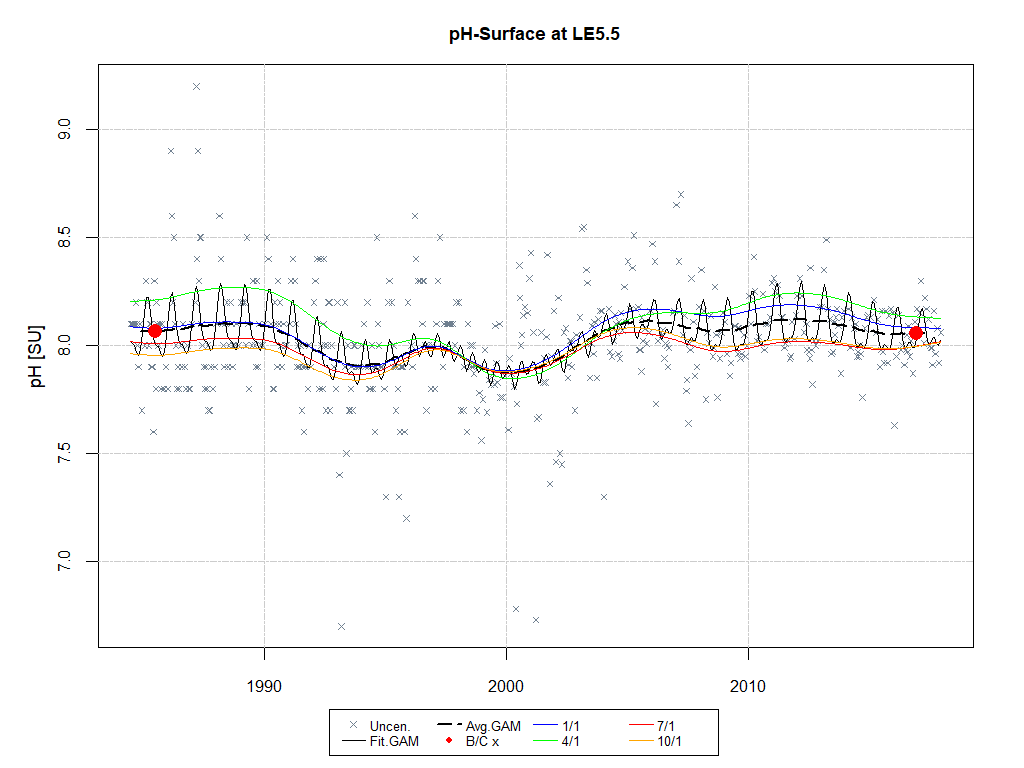 pH-Surface at LE5.5
pH [SU]
9.0
8.5
8.0
7.5
7.0
1990 2000 2010
Uncen. Avg.GAM 1/1 7/1
Fit.GAM B/C x 4/1 10/1